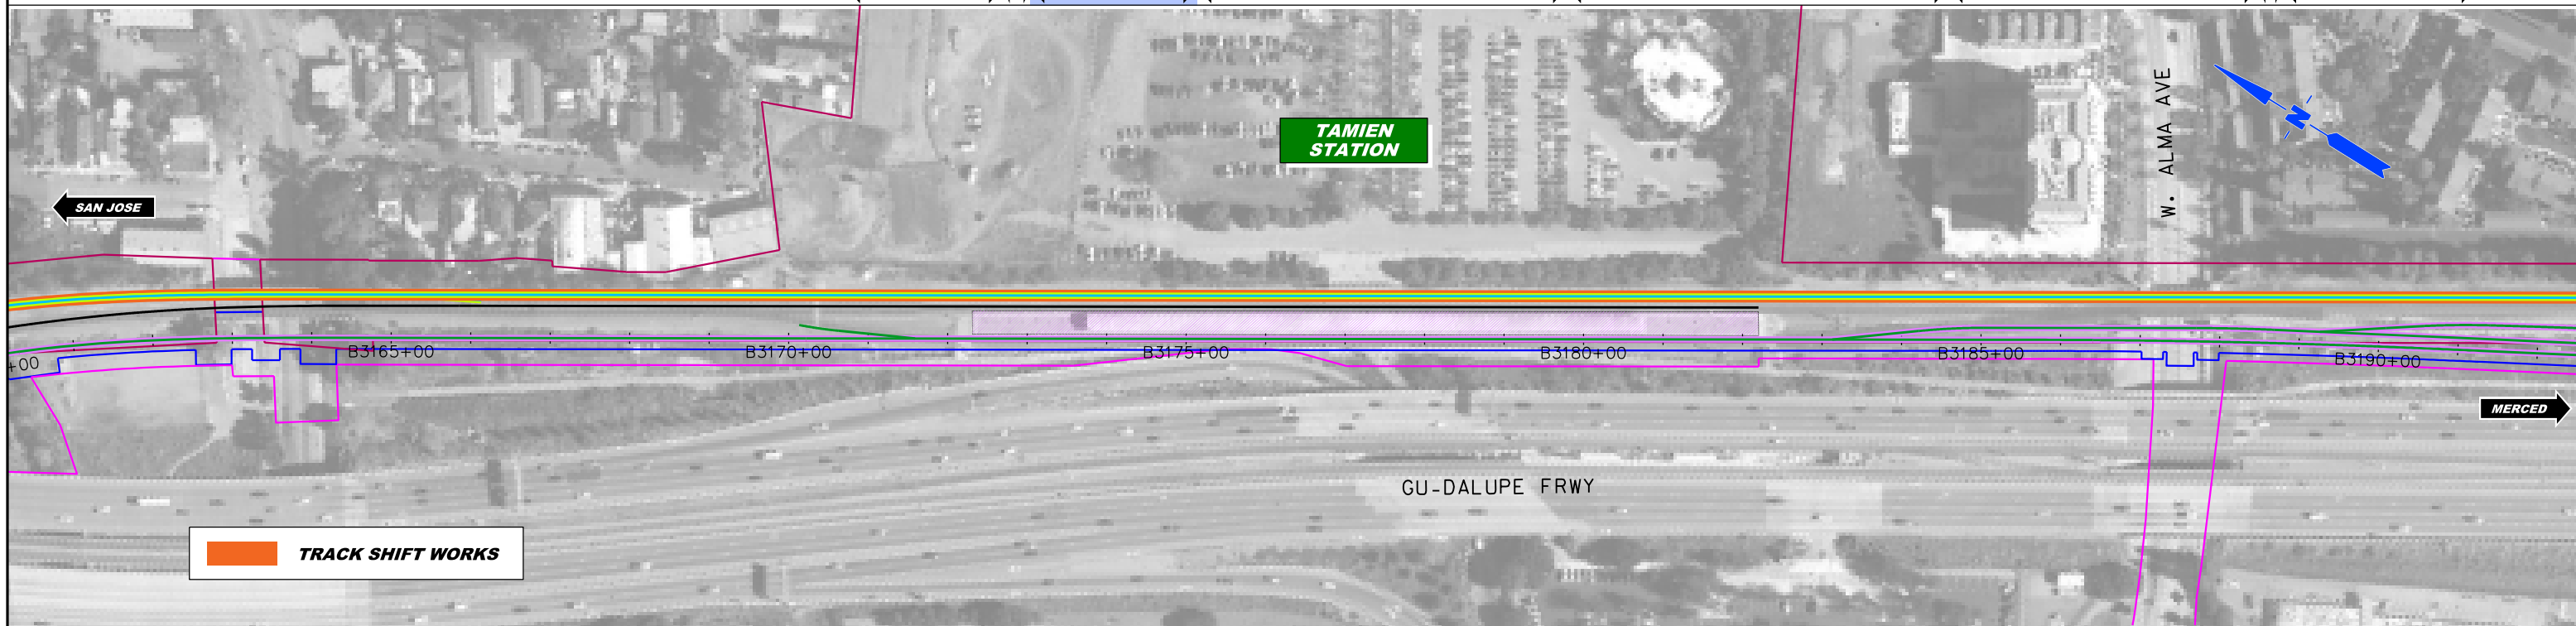 TAMIEN
STATION
W. ALMA AVE
N
SAN JOSE
+00
B3165+00
B3170+00
B3175+00
B3180+00
B3185+00
B3190+00
MERCED
GU-DALUPE FRWY
TRACK SHIFT WORKS